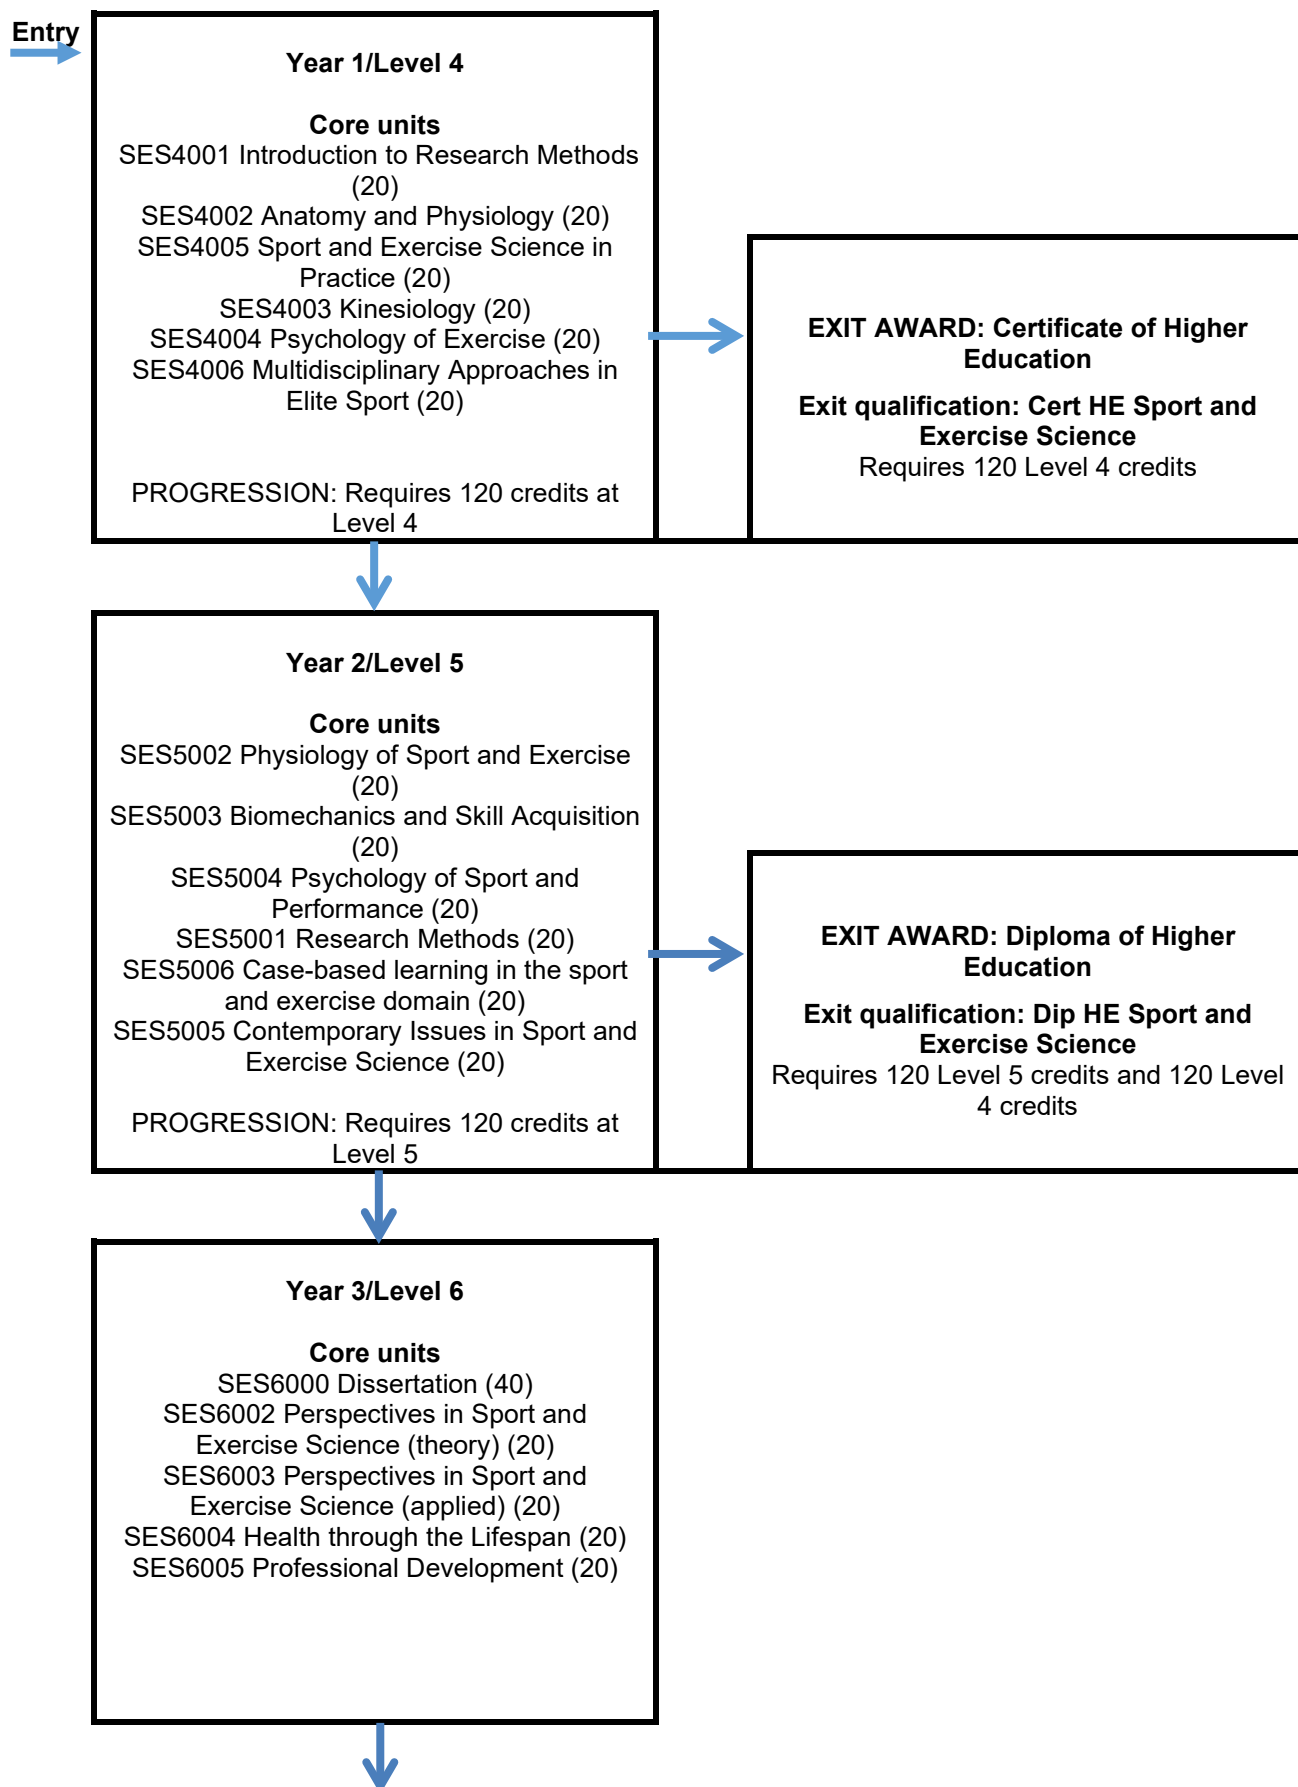 Entry
Year 1/Level 4
Core units
SES4001 Introduction to Research Methods
(20)
SES4002 Anatomy and Physiology (20)
SES4005 Sport and Exercise Science in
Practice (20)
SES4003 Kinesiology (20)
SES4004 Psychology of Exercise (20)
SES4006 Multidisciplinary Approaches in
Elite Sport (20)
PROGRESSION: Requires 120 credits at
Level 4
EXIT AWARD: Certificate of Higher
Education
Exit qualification: Cert HE Sport and
Exercise Science
Requires 120 Level 4 credits
Year 2/Level 5
Core units
SES5002 Physiology of Sport and Exercise
(20)
SES5003 Biomechanics and Skill Acquisition
(20)
SES5004 Psychology of Sport and
Performance (20)
SES5001 Research Methods (20)
SES5006 Case-based learning in the sport
and exercise domain (20)
SES5005 Contemporary Issues in Sport and
Exercise Science (20)
PROGRESSION: Requires 120 credits at
Level 5
EXIT AWARD: Diploma of Higher
Education
Exit qualification: Dip HE Sport and
Exercise Science
Requires 120 Level 5 credits and 120 Level
4 credits
Year 3/Level 6
Core units
SES6000 Dissertation (40)
SES6002 Perspectives in Sport and
Exercise Science (theory) (20)
SES6003 Perspectives in Sport and
Exercise Science (applied) (20)
SES6004 Health through the Lifespan (20)
SES6005 Professional Development (20)